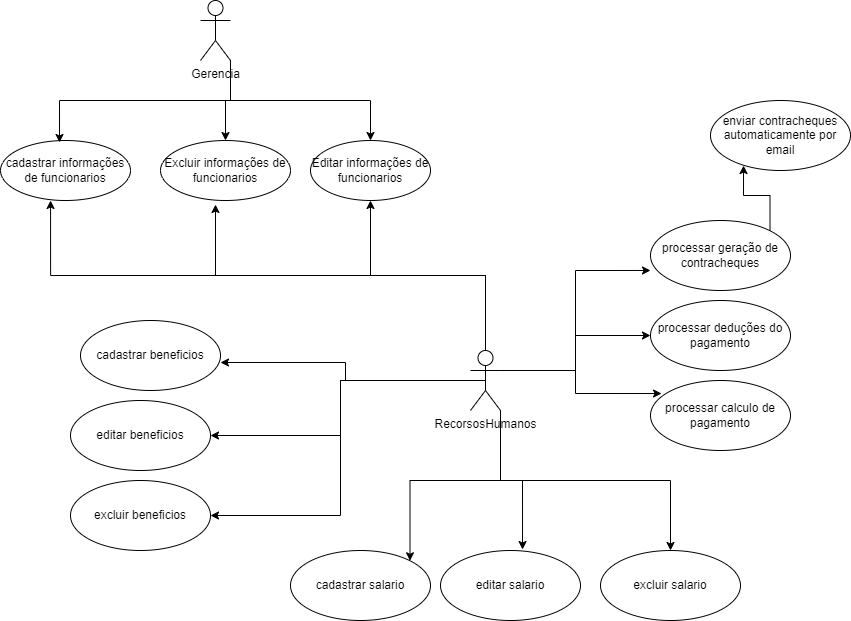 Gerencia
enviar contracheques
automaticamente por
email
cadastrar informações
de funcionarios
Excluir informações de
funcionarios
Editar informações de
funcionarios
processar geração de
contracheques
processar deduções do
pagamento
cadastrar beneficios
processar calculo de
pagamento
RecorsosHumanos
editar beneficios
excluir beneficios
cadastrar salario
editar salario
excluir salario